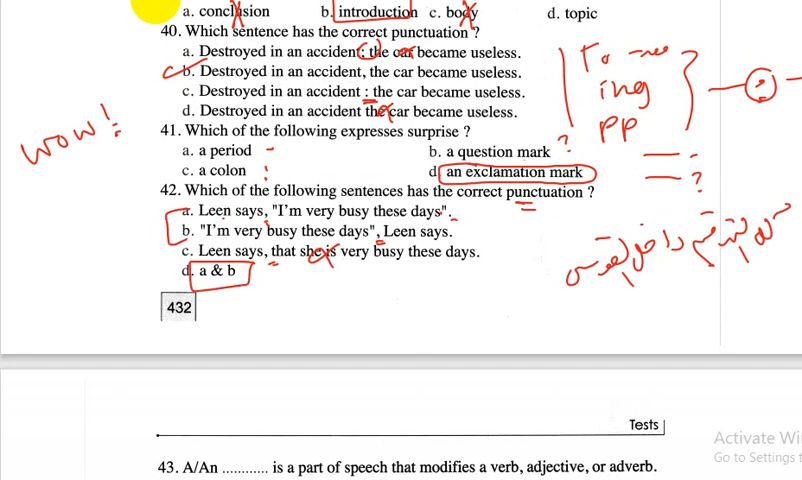 a. conclusion b. introduction c. body d. topic
40. Which sentence has the correct punctuation ?
a. Destroyed in an accident; the car became useless.
b. Destroyed in an accident, the car became useless.
c. Destroyed in an accident : the car became useless.
d. Destroyed in an accident the car became useless.
To
ing
PP
wow!
41. Which of the following expresses surprise ?
a. a period b. a question mark ?
c. a colon : d. an exclamation mark
42. Which of the following sentences has the correct punctuation ?
a. Leen says, "I'm very busy these days".
b. "I'm very busy these days", Leen says.
c. Leen says, that she is very busy these days.
d. a & b
432
Tests
Activate Wi
Go to Settings t
43. A/An ............ is a part of speech that modifies a verb, adjective, or adverb.